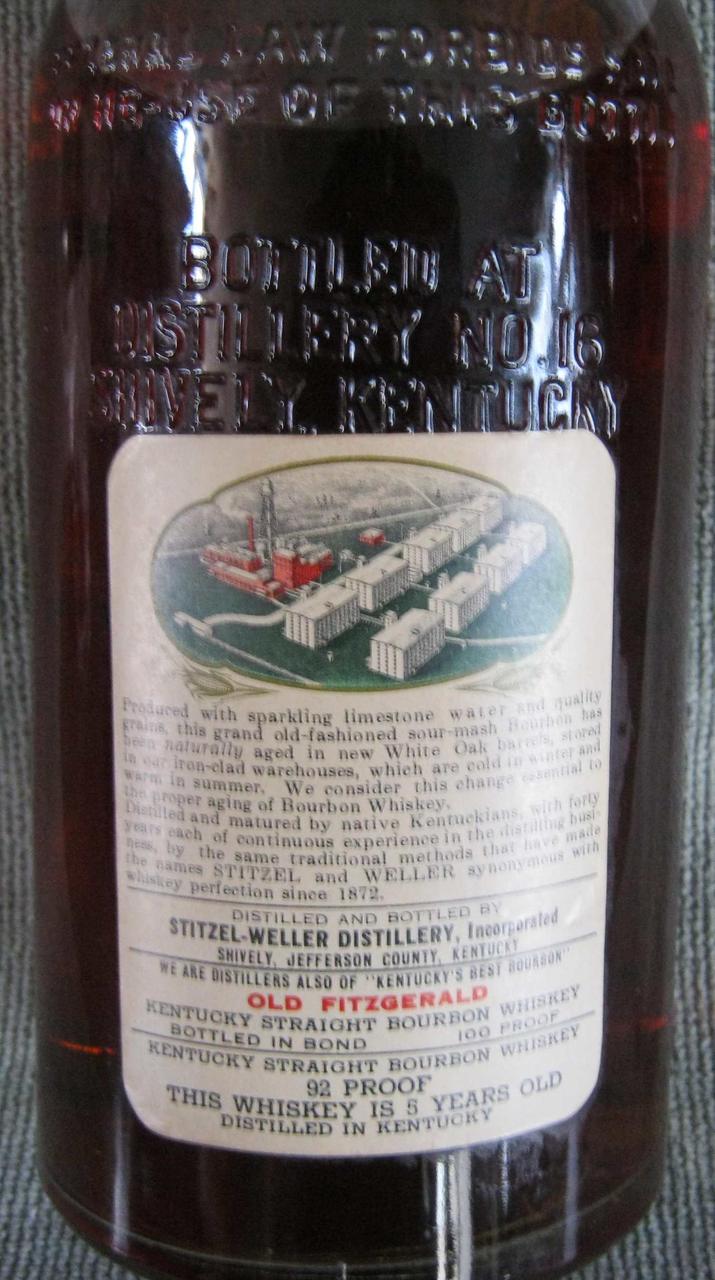 LAW FORBIDS SALE
RE-USE OF THIS BOTTLE
BOTTLED AT
DISTILLERY NO. 16
SHIVELY, KENTUCKY
Produced with sparkling limestone water and quality
grains, this grand old-fashioned sour-mash Bourbon has
been naturally aged in new White Oak barrels, stored
in our iron-clad warehouses, which are cold in winter and
warm in summer. We consider this change essential to
the proper aging of Bourbon Whiskey.
Distilled and matured by native Kentuckians, with forty
years each of continuous experience in the distilling busi-
ness, by the same traditional methods that have made
the names STITZEL and WELLER synonymous with
whiskey perfection since 1872.
DISTILLED AND BOTTLED BY
STITZEL-WELLER DISTILLERY, Incorporated
SHIVELY, JEFFERSON COUNTY, KENTUCKY
WE ARE DISTILLERS ALSO OF "KENTUCKY'S BEST BOURBON"
OLD FITZGERALD
KENTUCKY STRAIGHT BOURBON WHISKEY
BOTTLED IN BOND 100 PROOF
KENTUCKY STRAIGHT BOURBON WHISKEY
92 PROOF
THIS WHISKEY IS 5 YEARS OLD
DISTILLED IN KENTUCKY